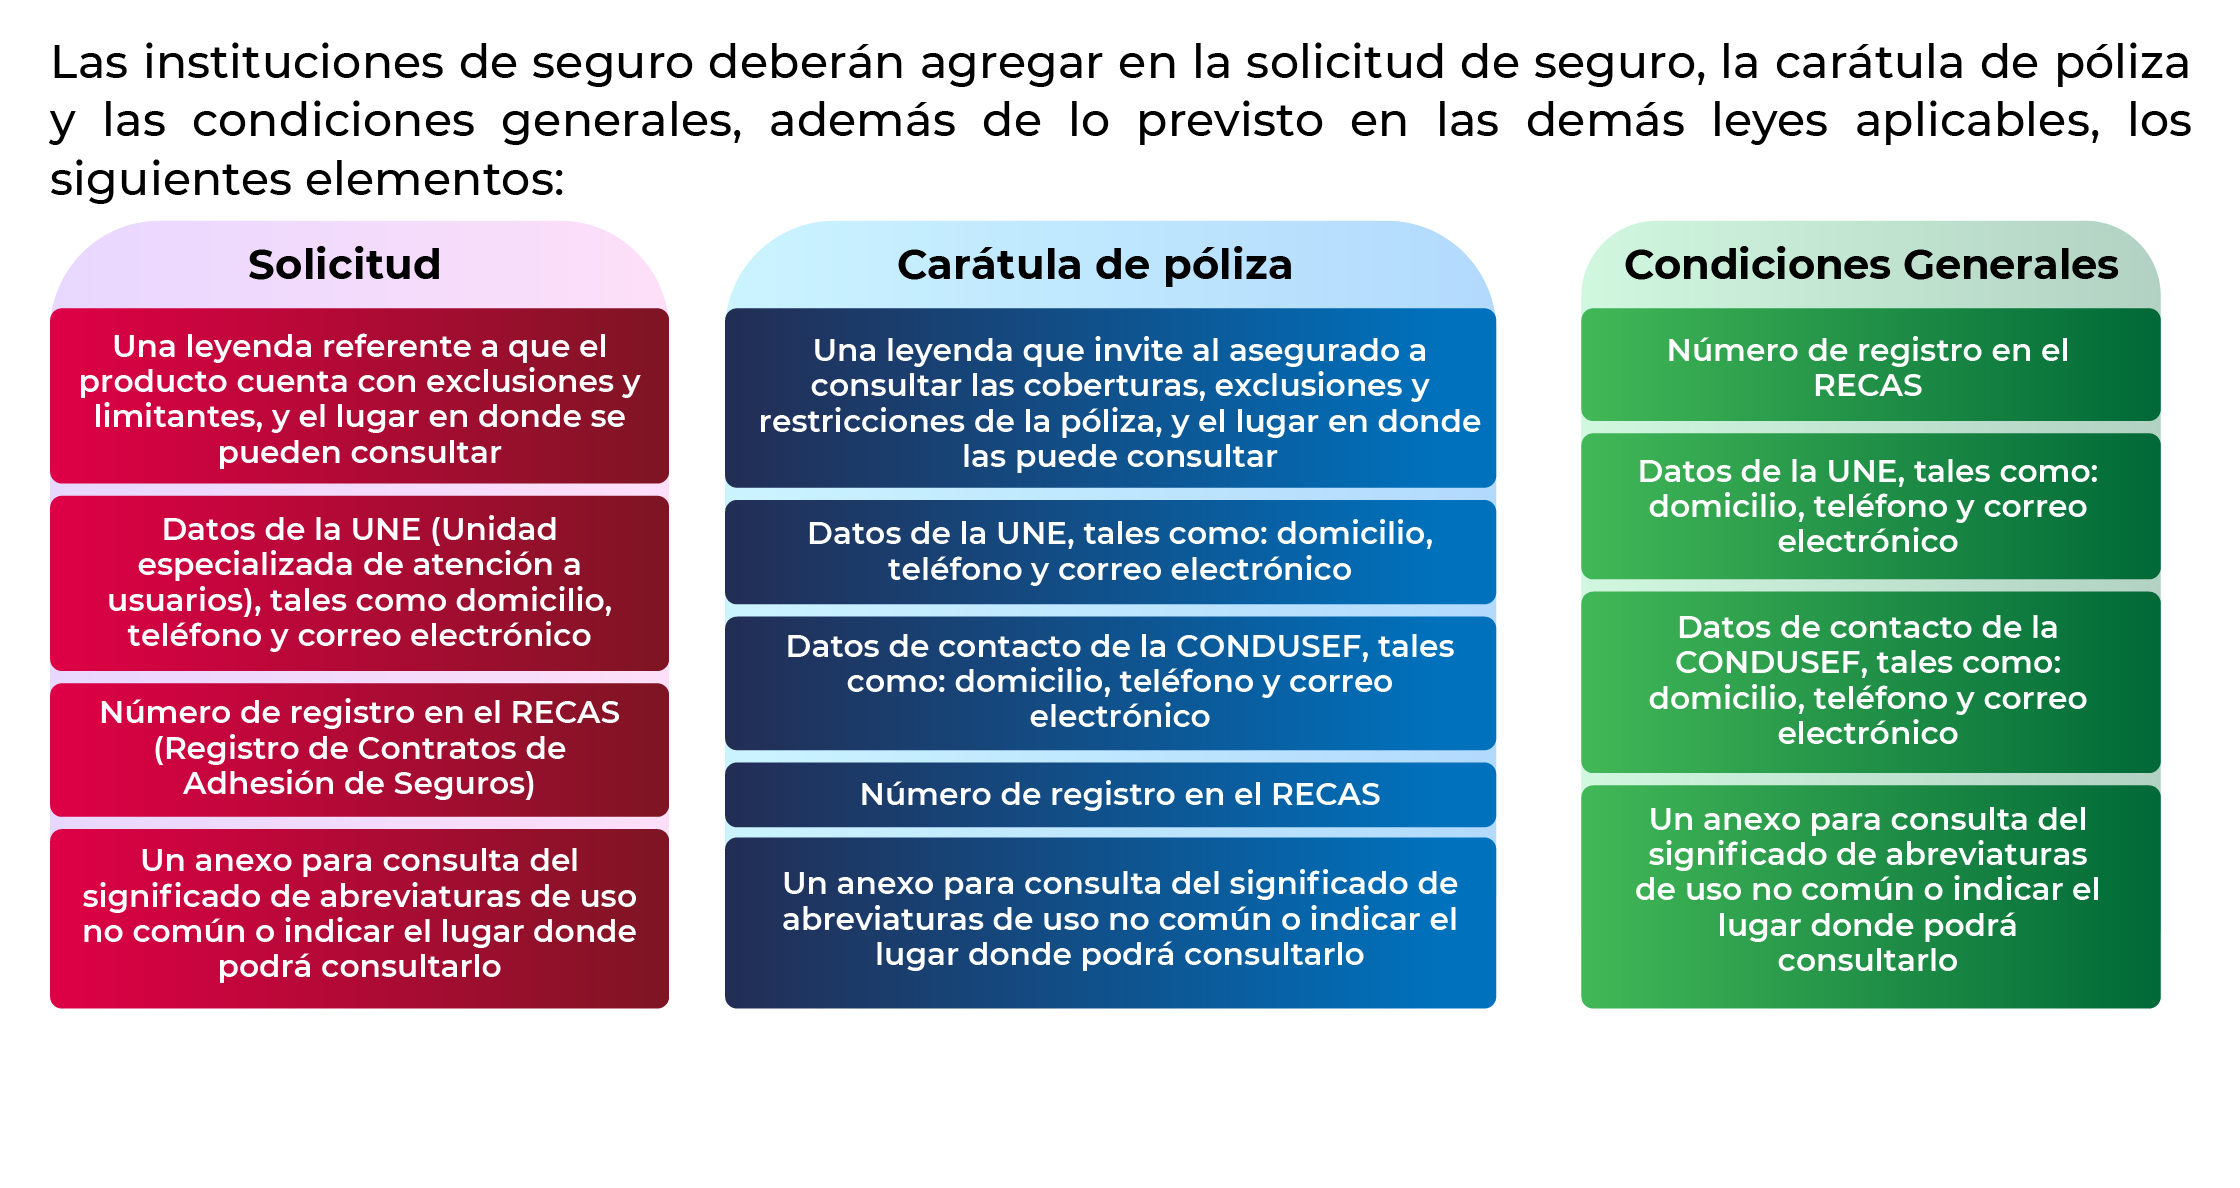 Las instituciones de seguro deberán agregar en la solicitud de seguro, la carátula de póliza
y las condiciones generales, además de lo previsto en las demás leyes aplicables, los
siguientes elementos:
Solicitud
Una leyenda referente a que el
producto cuenta con exclusiones y
limitantes, y el lugar en donde se
pueden consultar
Datos de la UNE (Unidad
especializada de atención a
usuarios), tales como domicilio,
teléfono y correo electrónico
Número de registro en el RECAS
(Registro de Contratos de
Adhesión de Seguros)
Un anexo para consulta del
significado de abreviaturas de uso
no común o indicar el lugar donde
podrá consultarlo
Carátula de póliza
Una leyenda que invite al asegurado a
consultar las coberturas, exclusiones y
restricciones de la póliza, y el lugar en donde
las puede consultar
Datos de la UNE, tales como: domicilio,
teléfono y correo electrónico
Datos de contacto de la CONDUSEF, tales
como: domicilio, teléfono y correo
electrónico
Número de registro en el RECAS
Un anexo para consulta del significado de
abreviaturas de uso no común o indicar el
lugar donde podrá consultarlo
Condiciones Generales
Número de registro en el
RECAS
Datos de la UNE, tales como:
domicilio, teléfono y correo
electrónico
Datos de contacto de la
CONDUSEF, tales como:
domicilio, teléfono y correo
electrónico
Un anexo para consulta del
significado de abreviaturas
de uso no común o indicar el
lugar donde podrá
consultarlo